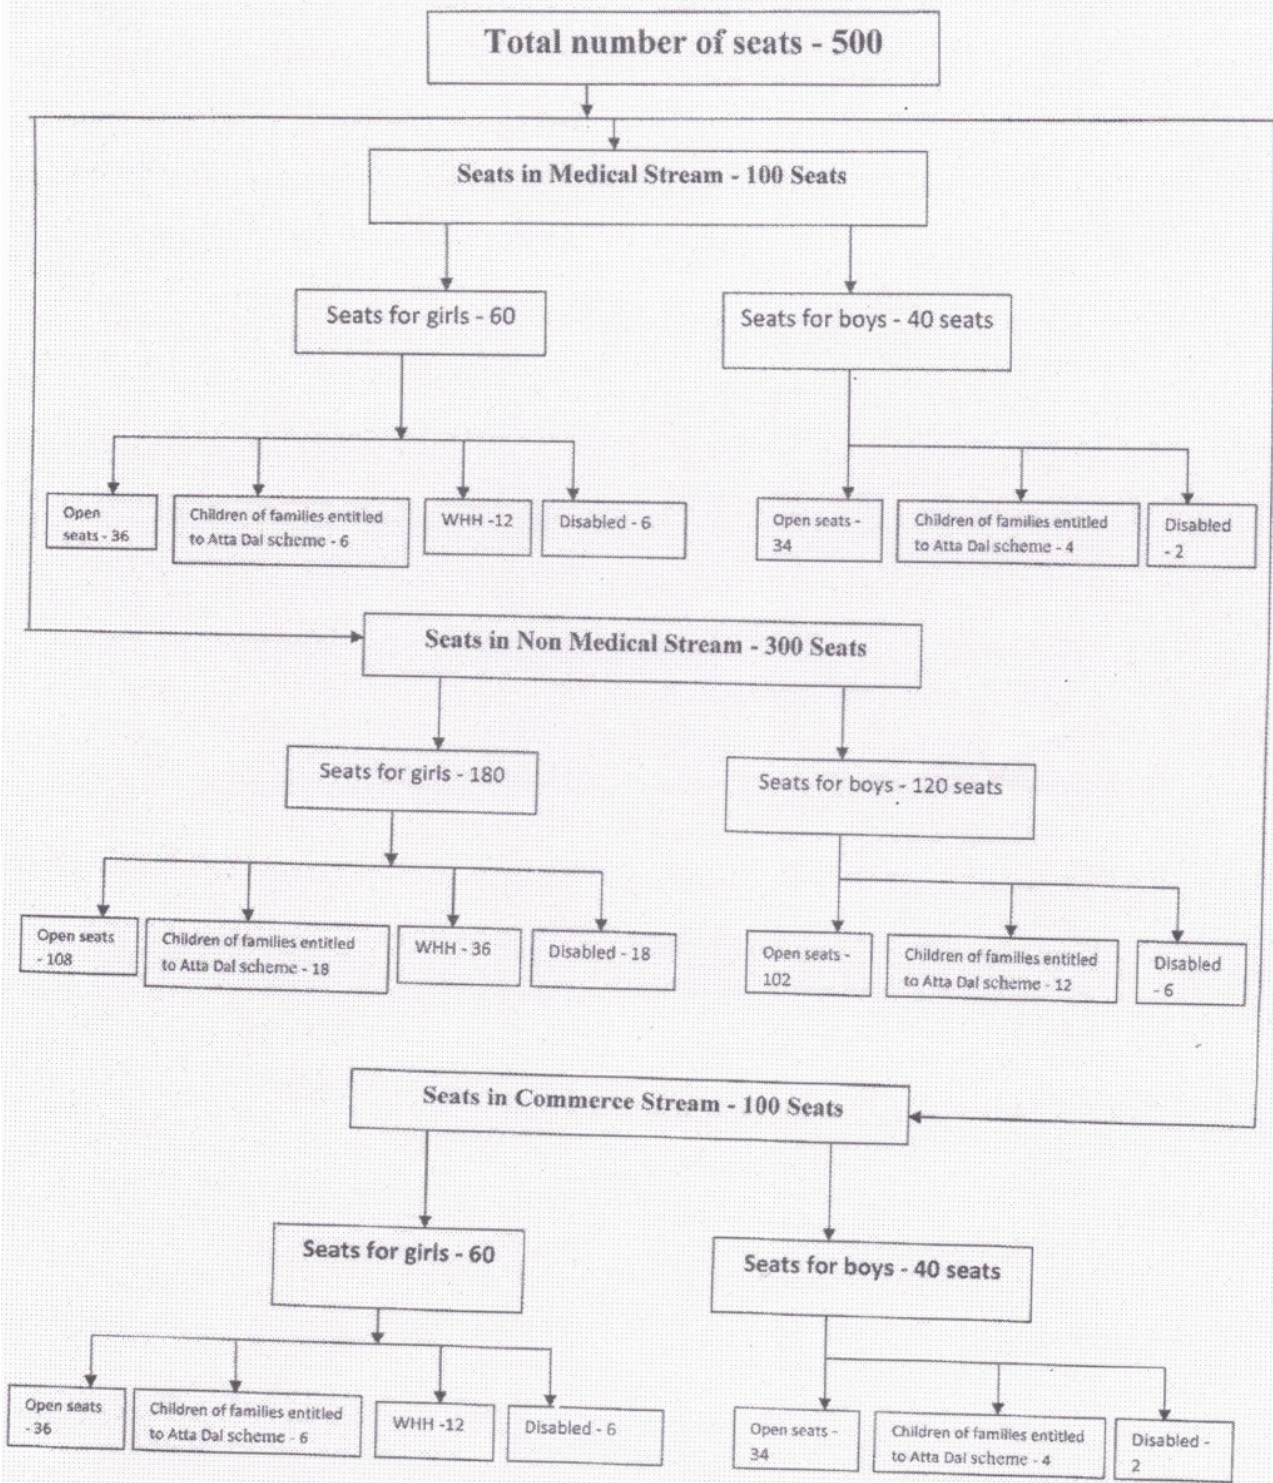 Total number of seats - 500
Seats in Medical Stream - 100 Seats
Seats for girls - 60
Seats for boys - 40 seats
Open
seats - 36
Children of families entitled
to Atta Dal scheme - 6
WHH -12
Disabled - 6
Open seats -
34
Children of families entitled
to Atta Dal scheme - 4
Disabled
- 2
Seats in Non Medical Stream - 300 Seats
Seats for girls - 180
Seats for boys - 120 seats
Open seats
- 108
Children of families entitled
to Atta Dal scheme - 18
WHH - 36
Disabled - 18
Open seats -
102
Children of families entitled
to Atta Dal scheme - 12
Disabled
- 6
Seats in Commerce Stream - 100 Seats
Seats for girls - 60
Seats for boys - 40 seats
Open seats
- 36
Children of families entitled
to Atta Dal scheme - 6
WHH -12
Disabled - 6
Open seats -
34
Children of families entitled
to Atta Dal scheme - 4
Disabled -
2